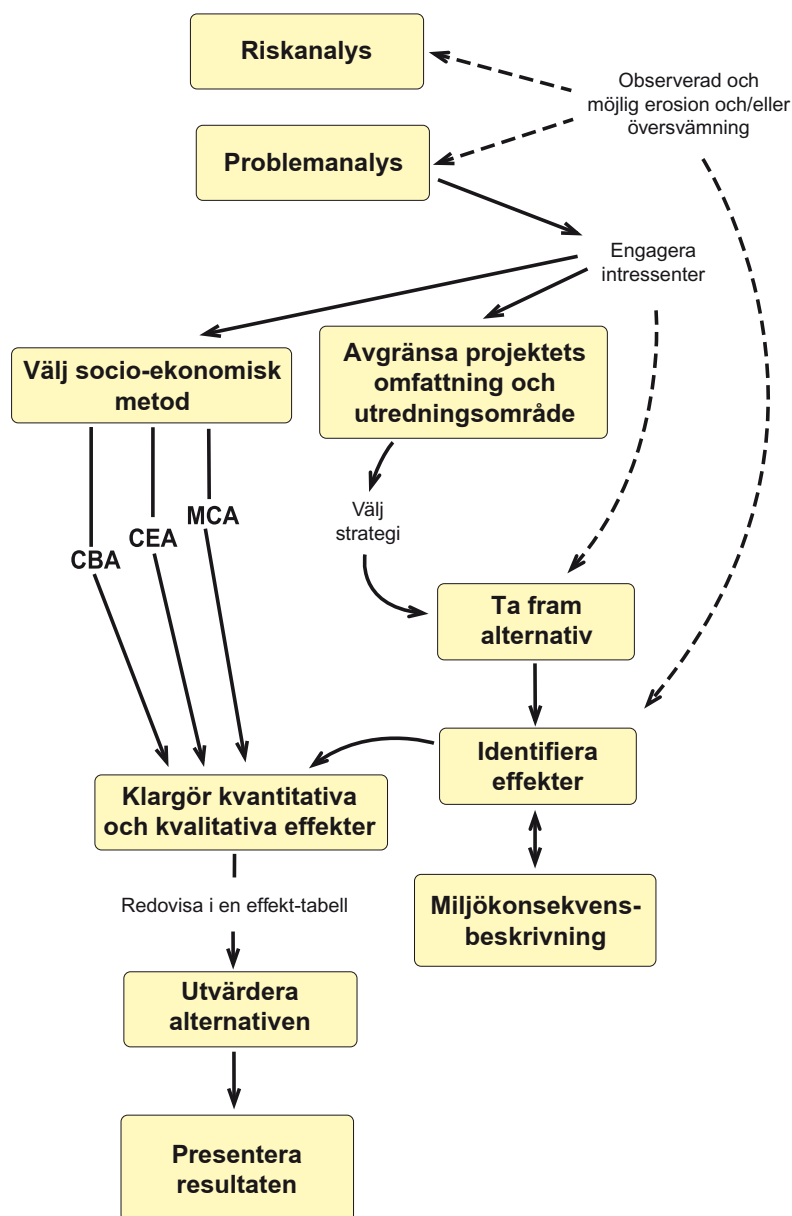 Riskanalys
Observerad och
möjlig erosion och/eller
översvämning
Problemanalys
Engagera
intressenter
Välj socio-ekonomisk
metod
Avgränsa projektets
omfattning och
utredningsområde
CBA
CEA
MCA
Välj
strategi
Ta fram
alternativ
Identifiera
effekter
Klargör kvantitativa
och kvalitativa effekter
Redovisa i en effekt-tabell
Miljökonsekvens-
beskrivning
Utvärdera
alternativen
Presentera
resultaten